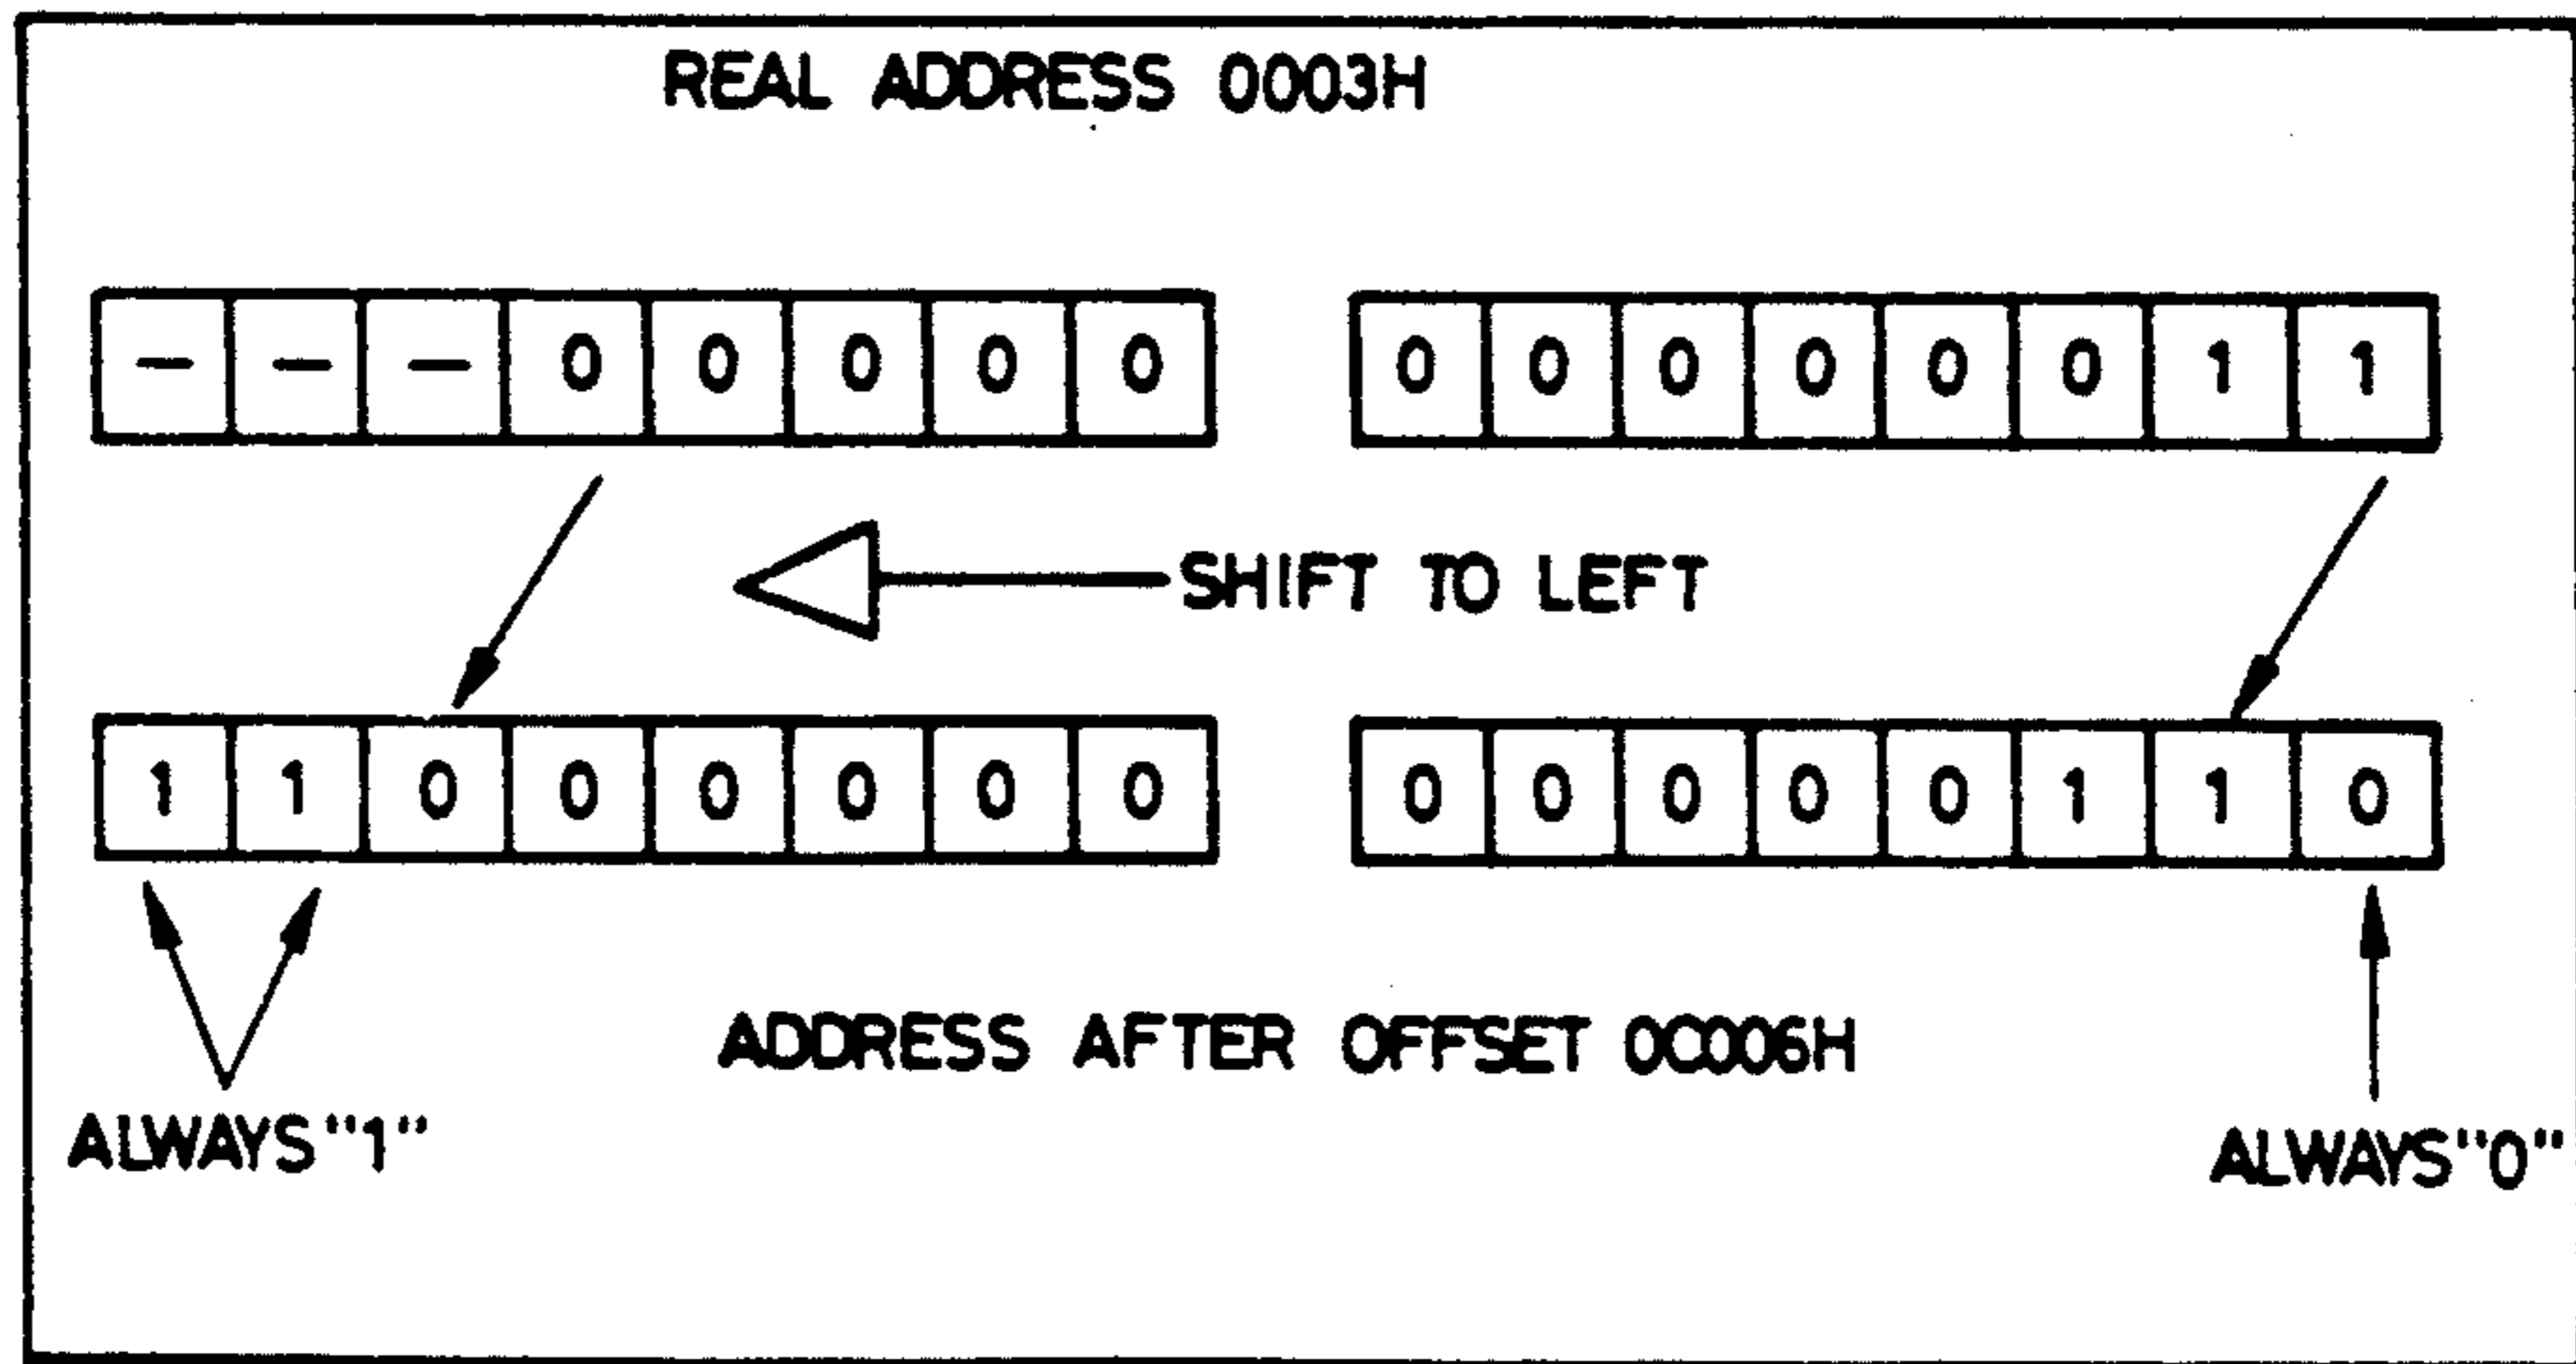 REAL ADDRESS 0003H
- - - 0 0 0 0 0 0 0 0 0 0 0 1 1
SHIFT TO LEFT
1 1 0 0 0 0 0 0 0 0 0 0 0 1 1 0
ADDRESS AFTER OFFSET 0C006H
ALWAYS"1" ALWAYS"0"